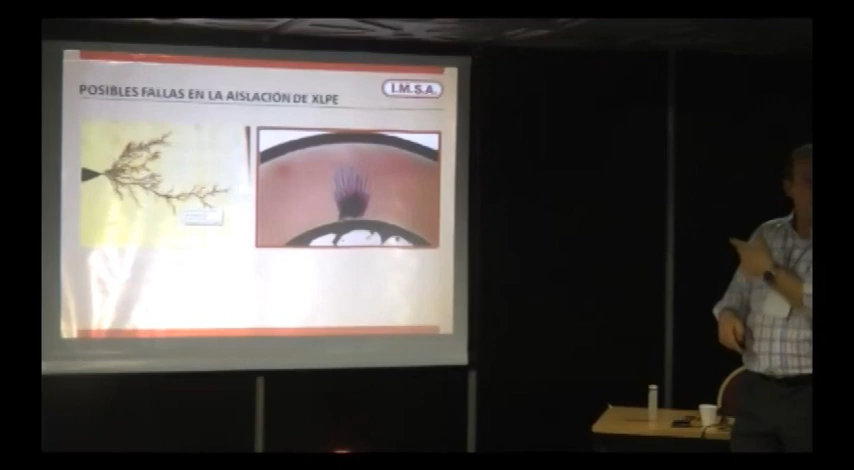 POSIBLES FALLAS EN LA AISLACIÓN DE XLPE
I.M.S.A.